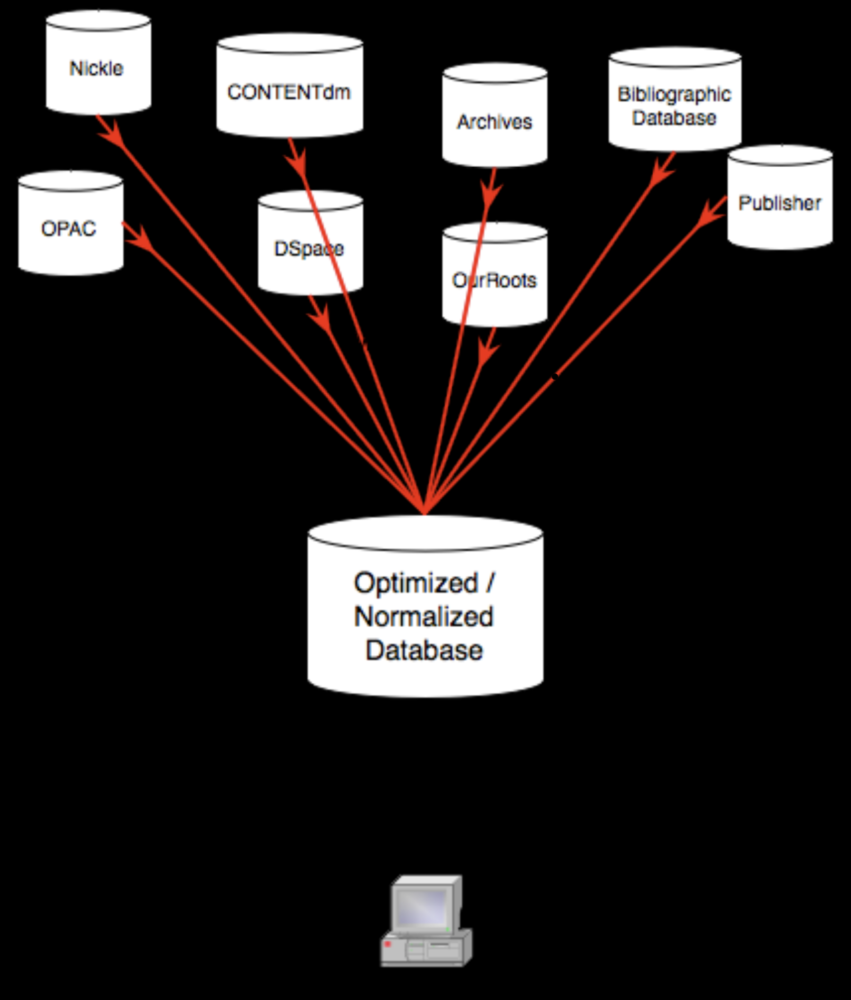 Nickle
CONTENTdm
Archives
Bibliographic
Database
Publisher
OPAC
DSpace
OurRoots
Optimized /
Normalized
Database